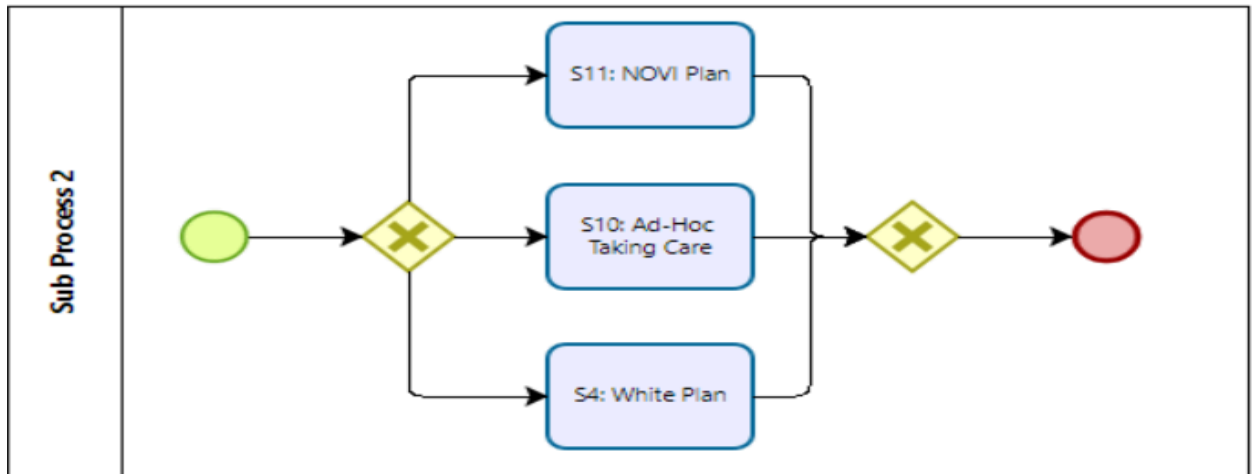 Sub Process 2
S11: NOVI Plan
S10: Ad-Hoc
Taking Care
S4: White Plan